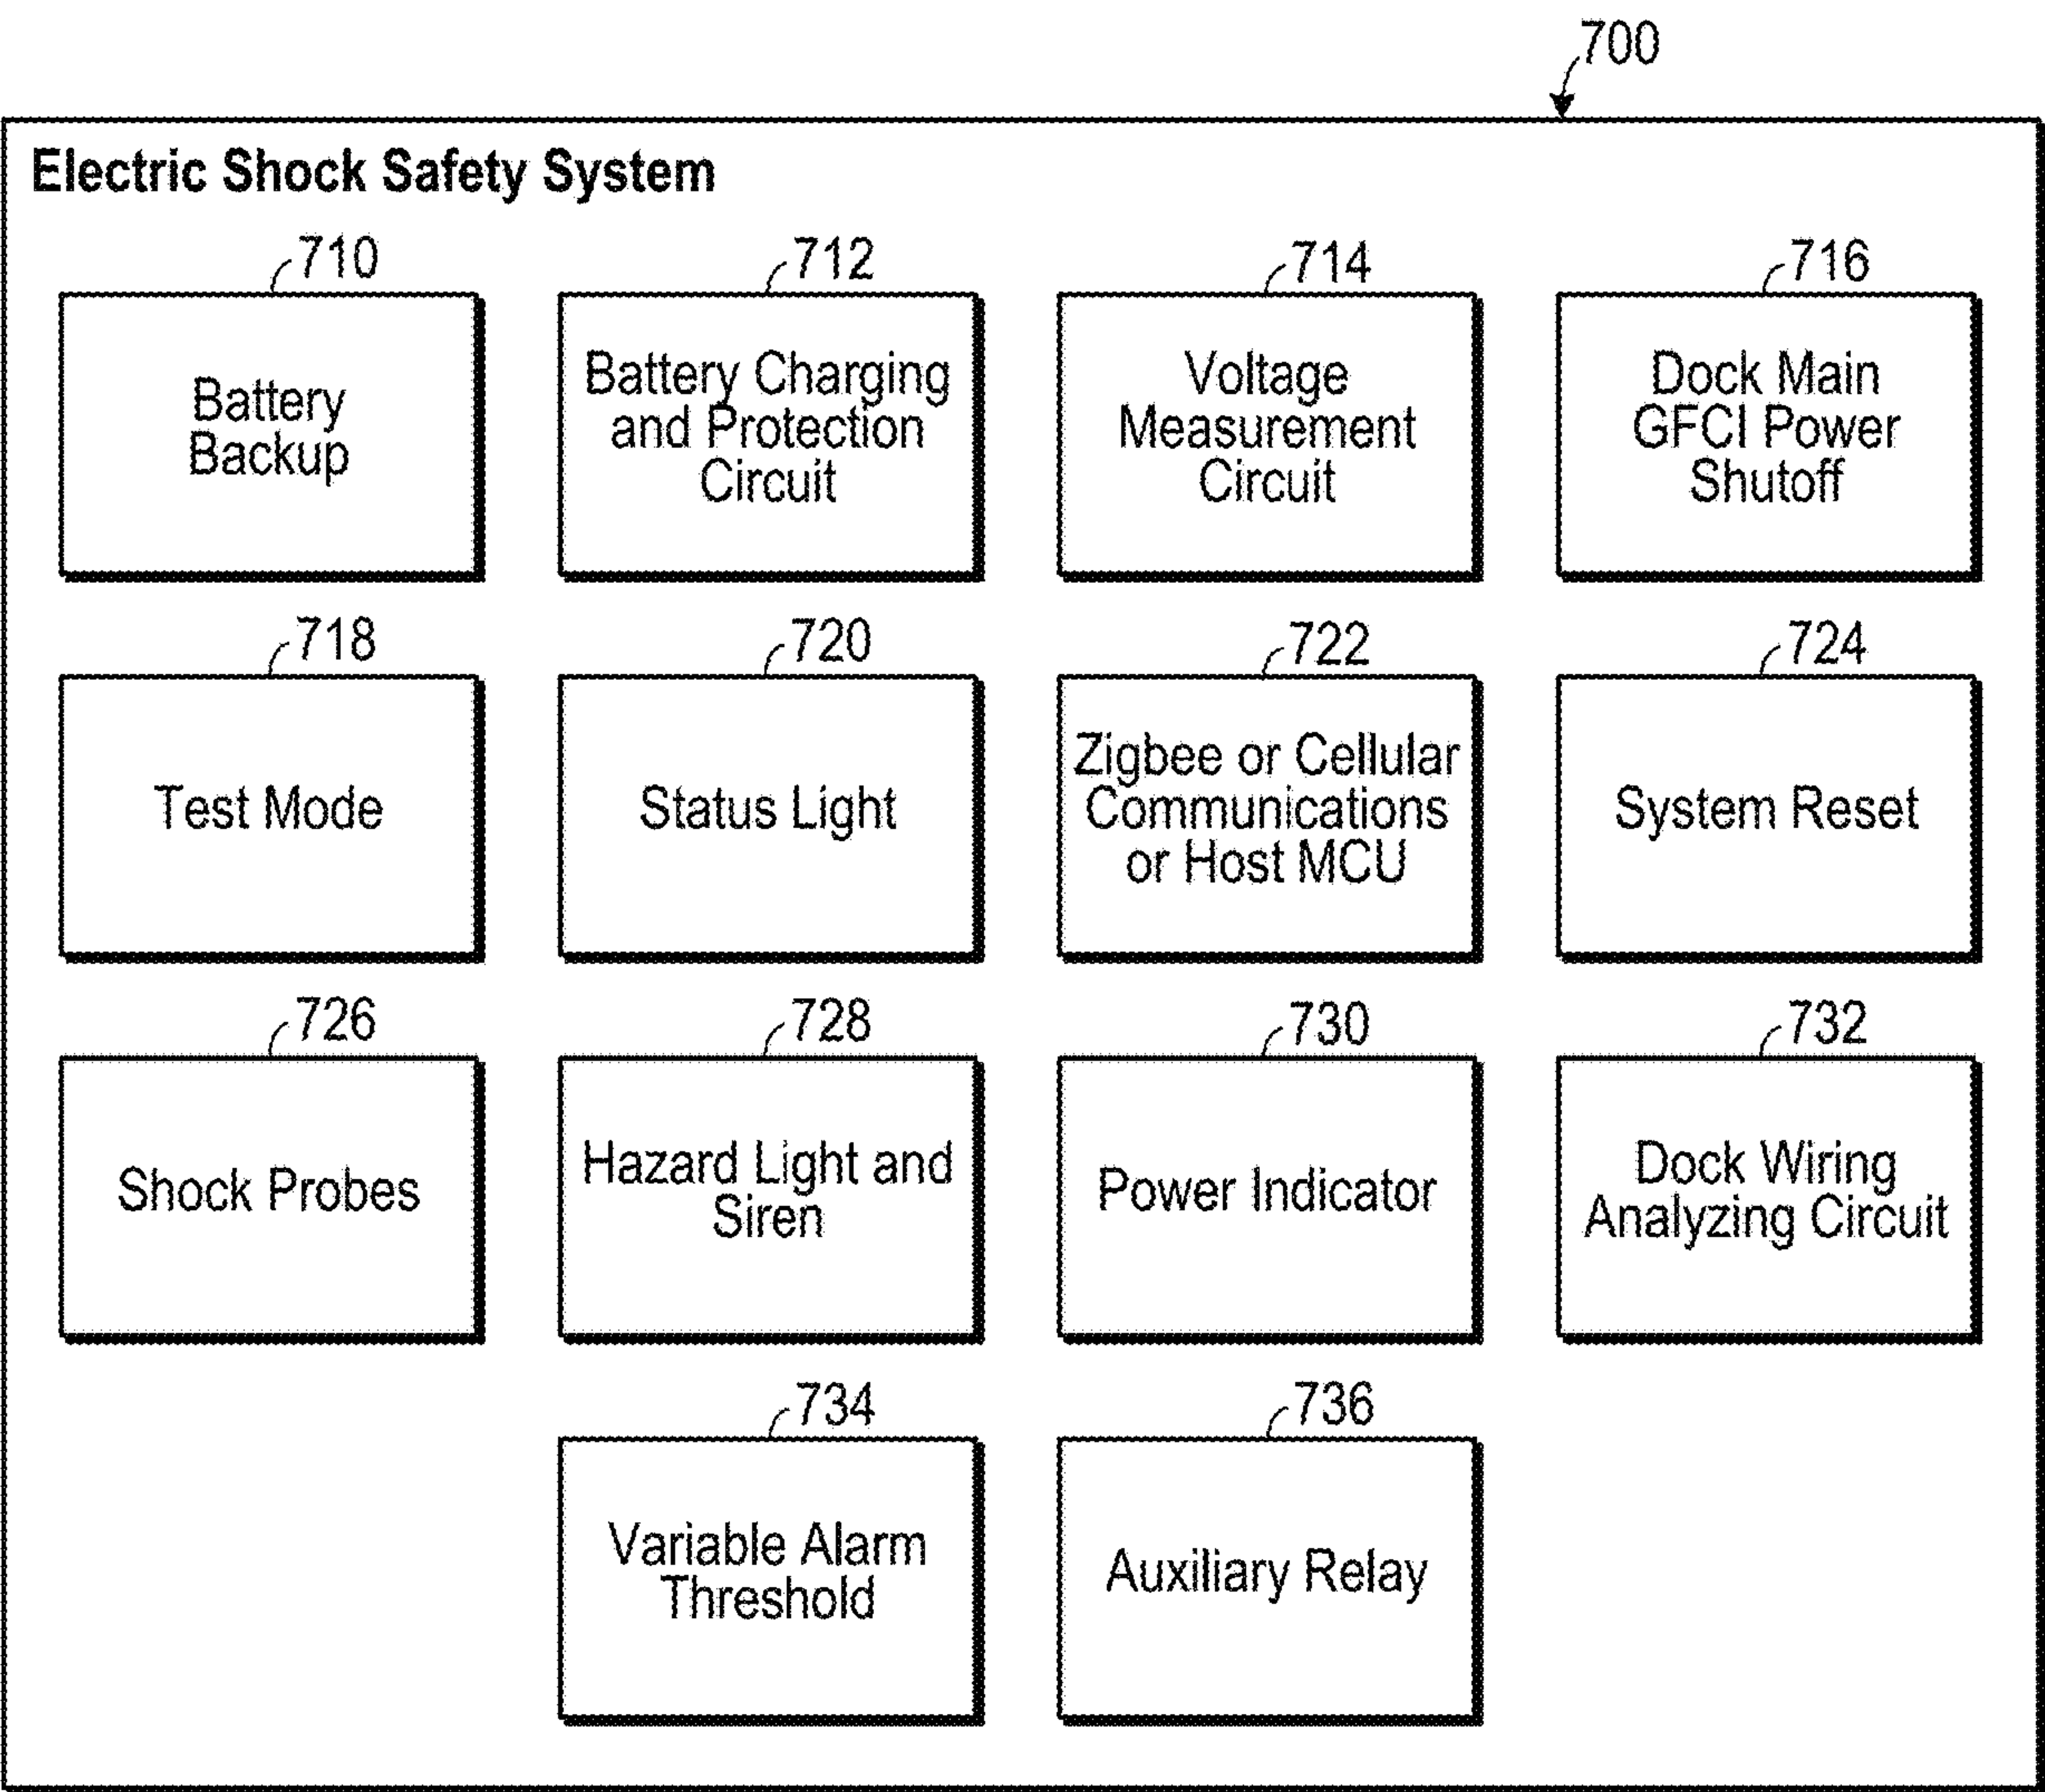 700
Electric Shock Safety System
710
712
714
716
Battery
Backup
Battery Charging
and Protection
Circuit
Voltage
Measurement
Circuit
Dock Main
GFCI Power
Shutoff
718
720
722
724
Test Mode
Status Light
Zigbee or Cellular
Communications
or Host MCU
System Reset
726
728
730
732
Shock Probes
Hazard Light and
Siren
Power Indicator
Dock Wiring
Analyzing Circuit
734
736
Variable Alarm
Threshold
Auxiliary Relay